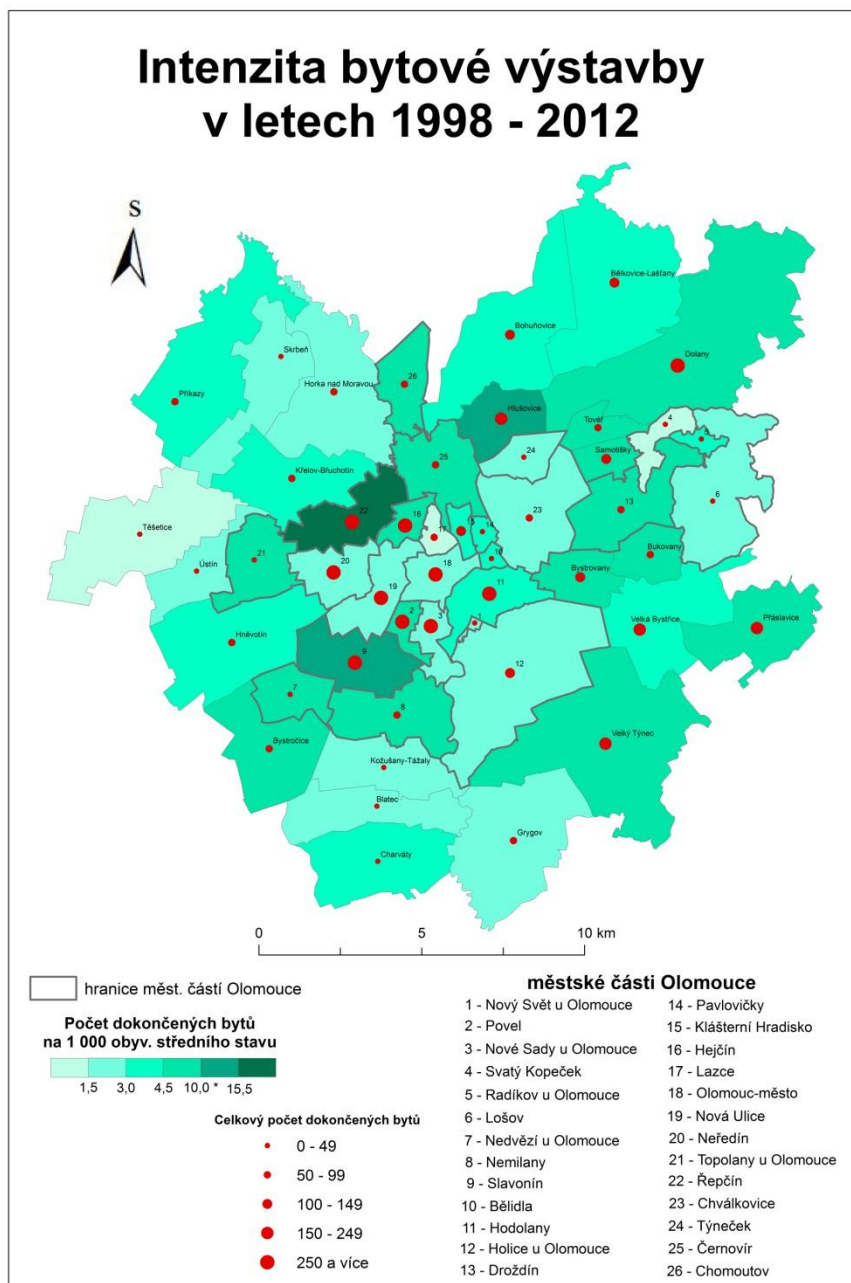 Intenzita bytové výstavby
v letech 1998 - 2012
S
Bělkovice-Lašťany
Bohuňovice
Skrbeň
Dolany
26
Horka nad Moravou
Příkazy
Hlušovice
4
Tovéř
5
24
Samotišky
25
Křelov-Břuchotín
6
13
22
16
23
15
14
17
Těšetice
21
Ústín
20
18
10
Bukovany
Bystrovany
19
11
2
3
1
Velká Bystřice
Přáslavice
Hněvotín
9
12
7
8
Bystročice
Velký Týnec
Kožušany-Tážaly
Blatec
Grygov
Charváty
0 5 10 km
hranice měst. částí Olomouce
Počet dokončených bytů
na 1 000 obyv. středního stavu
1,5 3,0 4,5 10,0 * 15,5
Celkový počet dokončených bytů
0 - 49
50 - 99
100 - 149
150 - 249
250 a více
městské části Olomouce
1 - Nový Svět u Olomouce
2 - Povel
3 - Nové Sady u Olomouce
4 - Svatý Kopeček
5 - Radíkov u Olomouce
6 - Lošov
7 - Nedvězí u Olomouce
8 - Nemilany
9 - Slavonín
10 - Bělidla
11 - Hodolany
12 - Holice u Olomouce
13 - Droždín
14 - Pavlovičky
15 - Klášterní Hradisko
16 - Hejčín
17 - Lazce
18 - Olomouc-město
19 - Nová Ulice
20 - Neředín
21 - Topolany u Olomouce
22 - Řepčín
23 - Chválkovice
24 - Týneček
25 - Černovír
26 - Chomoutov